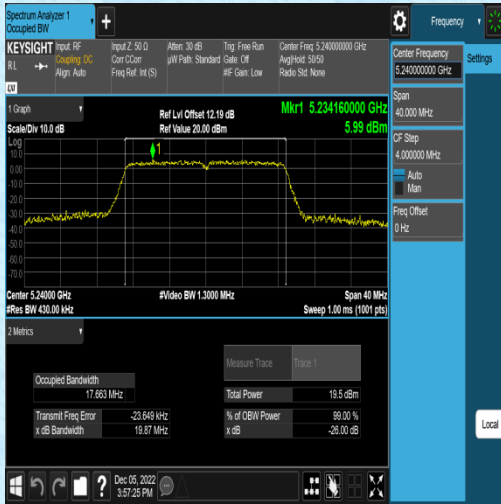 Spectrum Analyzer 1
Occupied BW
Frequency
KEYSIGHT
RL
LXI
Input: RF
Coupling: DC
Align: Auto
Input Z: 50 Ω
Corr CCorr
Freq Ref: Int (S)
Atten: 30 dB
µW Path: Standard
Trig: Free Run
Gate: Off
#IF Gain: Low
Center Freq: 5.240000000 GHz
Avg|Hold: 50/50
Radio Std: None
Center Frequency
5.240000000 GHz
Settings
Span
40.000 MHz
CF Step
4.000000 MHz
Auto
Man
Freq Offset
0 Hz
Local
1 Graph
Scale/Div 10.0 dB
Ref Lvl Offset 12.19 dB
Ref Value 20.00 dBm
Mkr1 5.234160000 GHz
5.99 dBm
Log
10.0
0.00
-10.0
-20.0
-30.0
-40.0
-50.0
-60.0
-70.0
1
Center 5.24000 GHz
#Res BW 430.00 kHz
#Video BW 1.3000 MHz
Span 40 MHz
Sweep 1.00 ms (1001 pts)
2 Metrics
Measure Trace
Trace 1
Occupied Bandwidth
17.663 MHz
Total Power
19.5 dBm
Transmit Freq Error
-23.649 kHz
% of OBW Power
99.00 %
x dB Bandwidth
19.87 MHz
x dB
-26.00 dB
?
Dec 05, 2022
3:57:25 PM